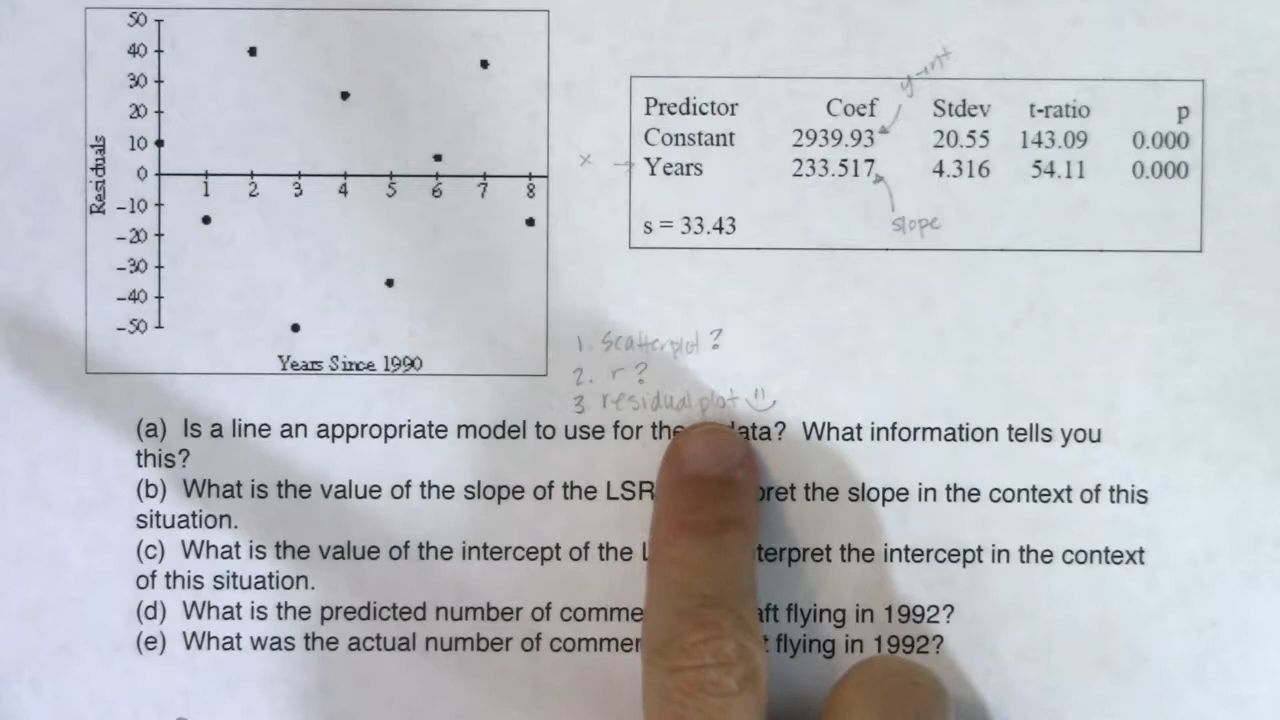 50
40
30
20
10
0
-10
-20
-30
-40
-50
Residuals
1 2 3 4 5 6 7 8
Years Since 1990
y-int
Predictor Coef Stdev t-ratio p
Constant 2939.93 20.55 143.09 0.000
x → Years 233.517 4.316 54.11 0.000
slope
s = 33.43
1. scatterplot?
2. r?
3. residual plot
(a) Is a line an appropriate model to use for the data? What information tells you
this?
(b) What is the value of the slope of the LSR the slope in the context of this
situation.
(c) What is the value of the intercept of the the intercept in the context
of this situation.
(d) What is the predicted number of flying in 1992?
(e) What was the actual number of flying in 1992?